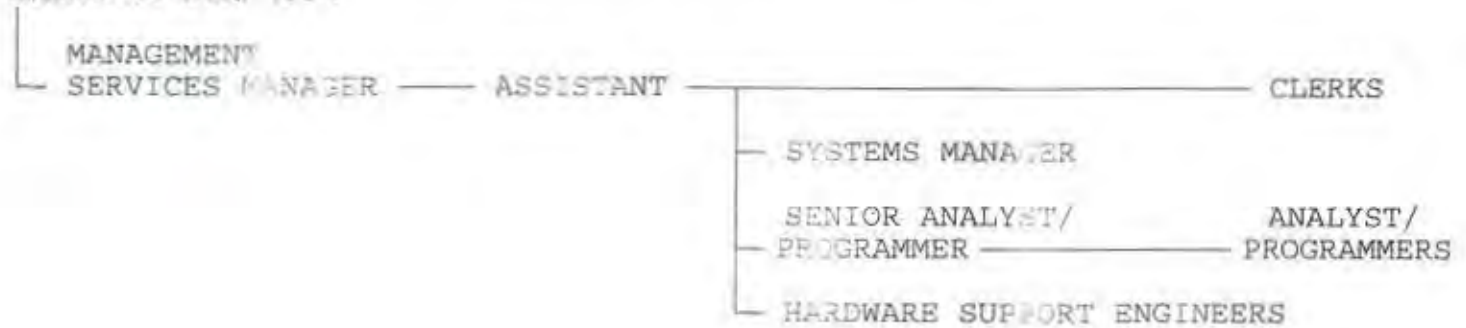 MANAGEMENT
SERVICES MANAGER ASSISTANT CLERKS
SYSTEMS MANAGER
SENIOR ANALYST/ ANALYST/
PROGRAMMER PROGRAMMERS
HARDWARE SUPPORT ENGINEERS